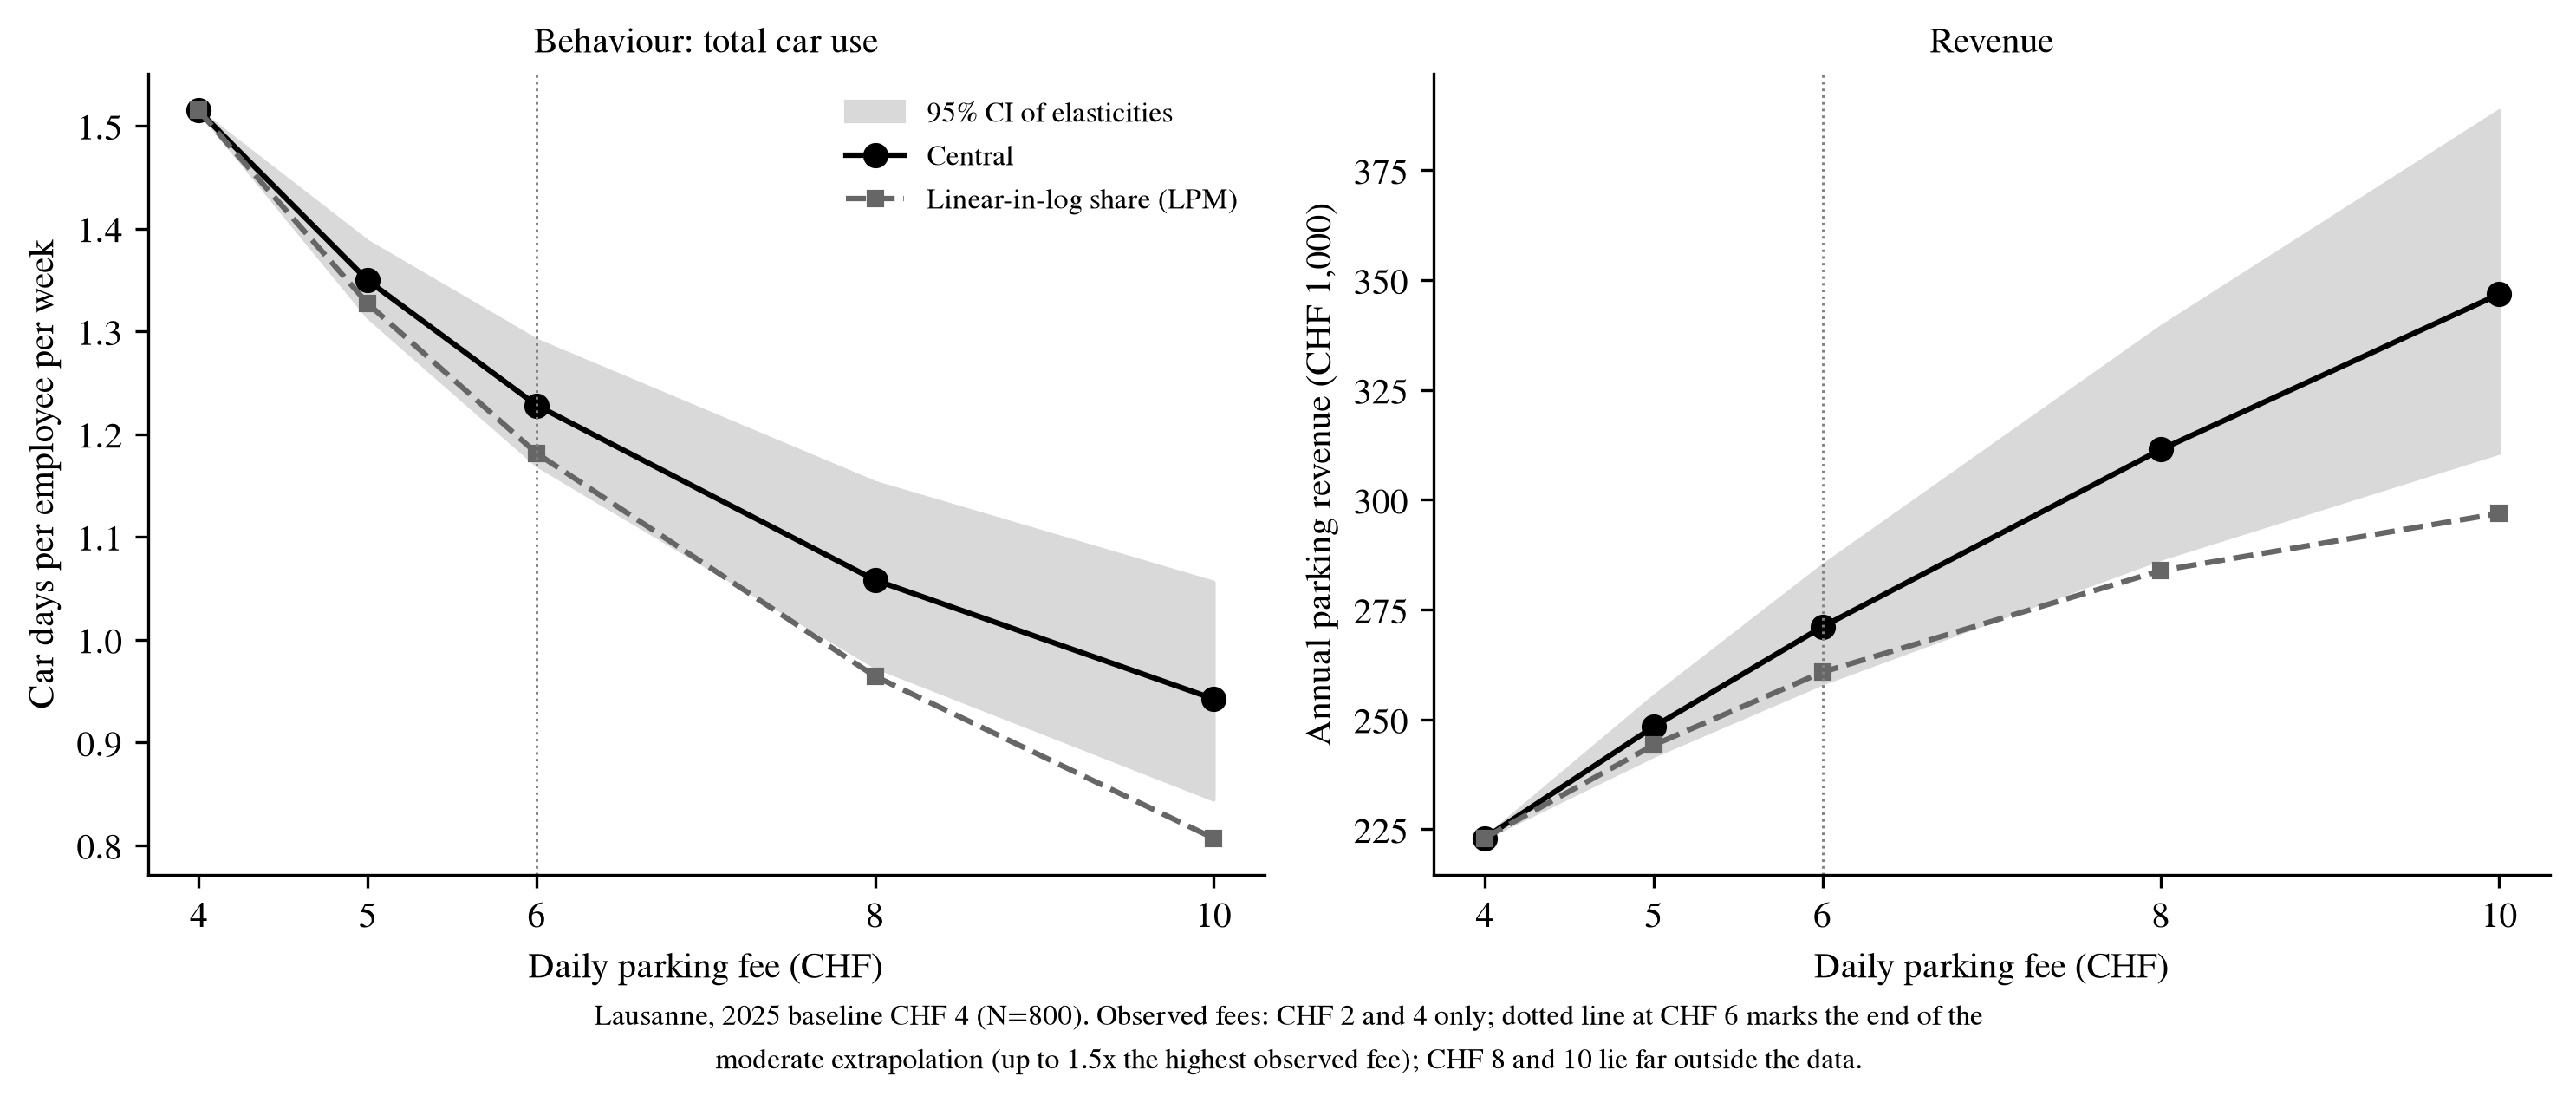 Behaviour: total car use
Car days per employee per week
1.5
1.4
1.3
1.2
1.1
1.0
0.9
0.8
95% CI of elasticities
Central
Linear-in-log share (LPM)
4 5 6 8 10
Daily parking fee (CHF)
Revenue
Annual parking revenue (CHF 1,000)
375
350
325
300
275
250
225
4 5 6 8 10
Daily parking fee (CHF)
Lausanne, 2025 baseline CHF 4 (N=800). Observed fees: CHF 2 and 4 only; dotted line at CHF 6 marks the end of the
moderate extrapolation (up to 1.5x the highest observed fee); CHF 8 and 10 lie far outside the data.